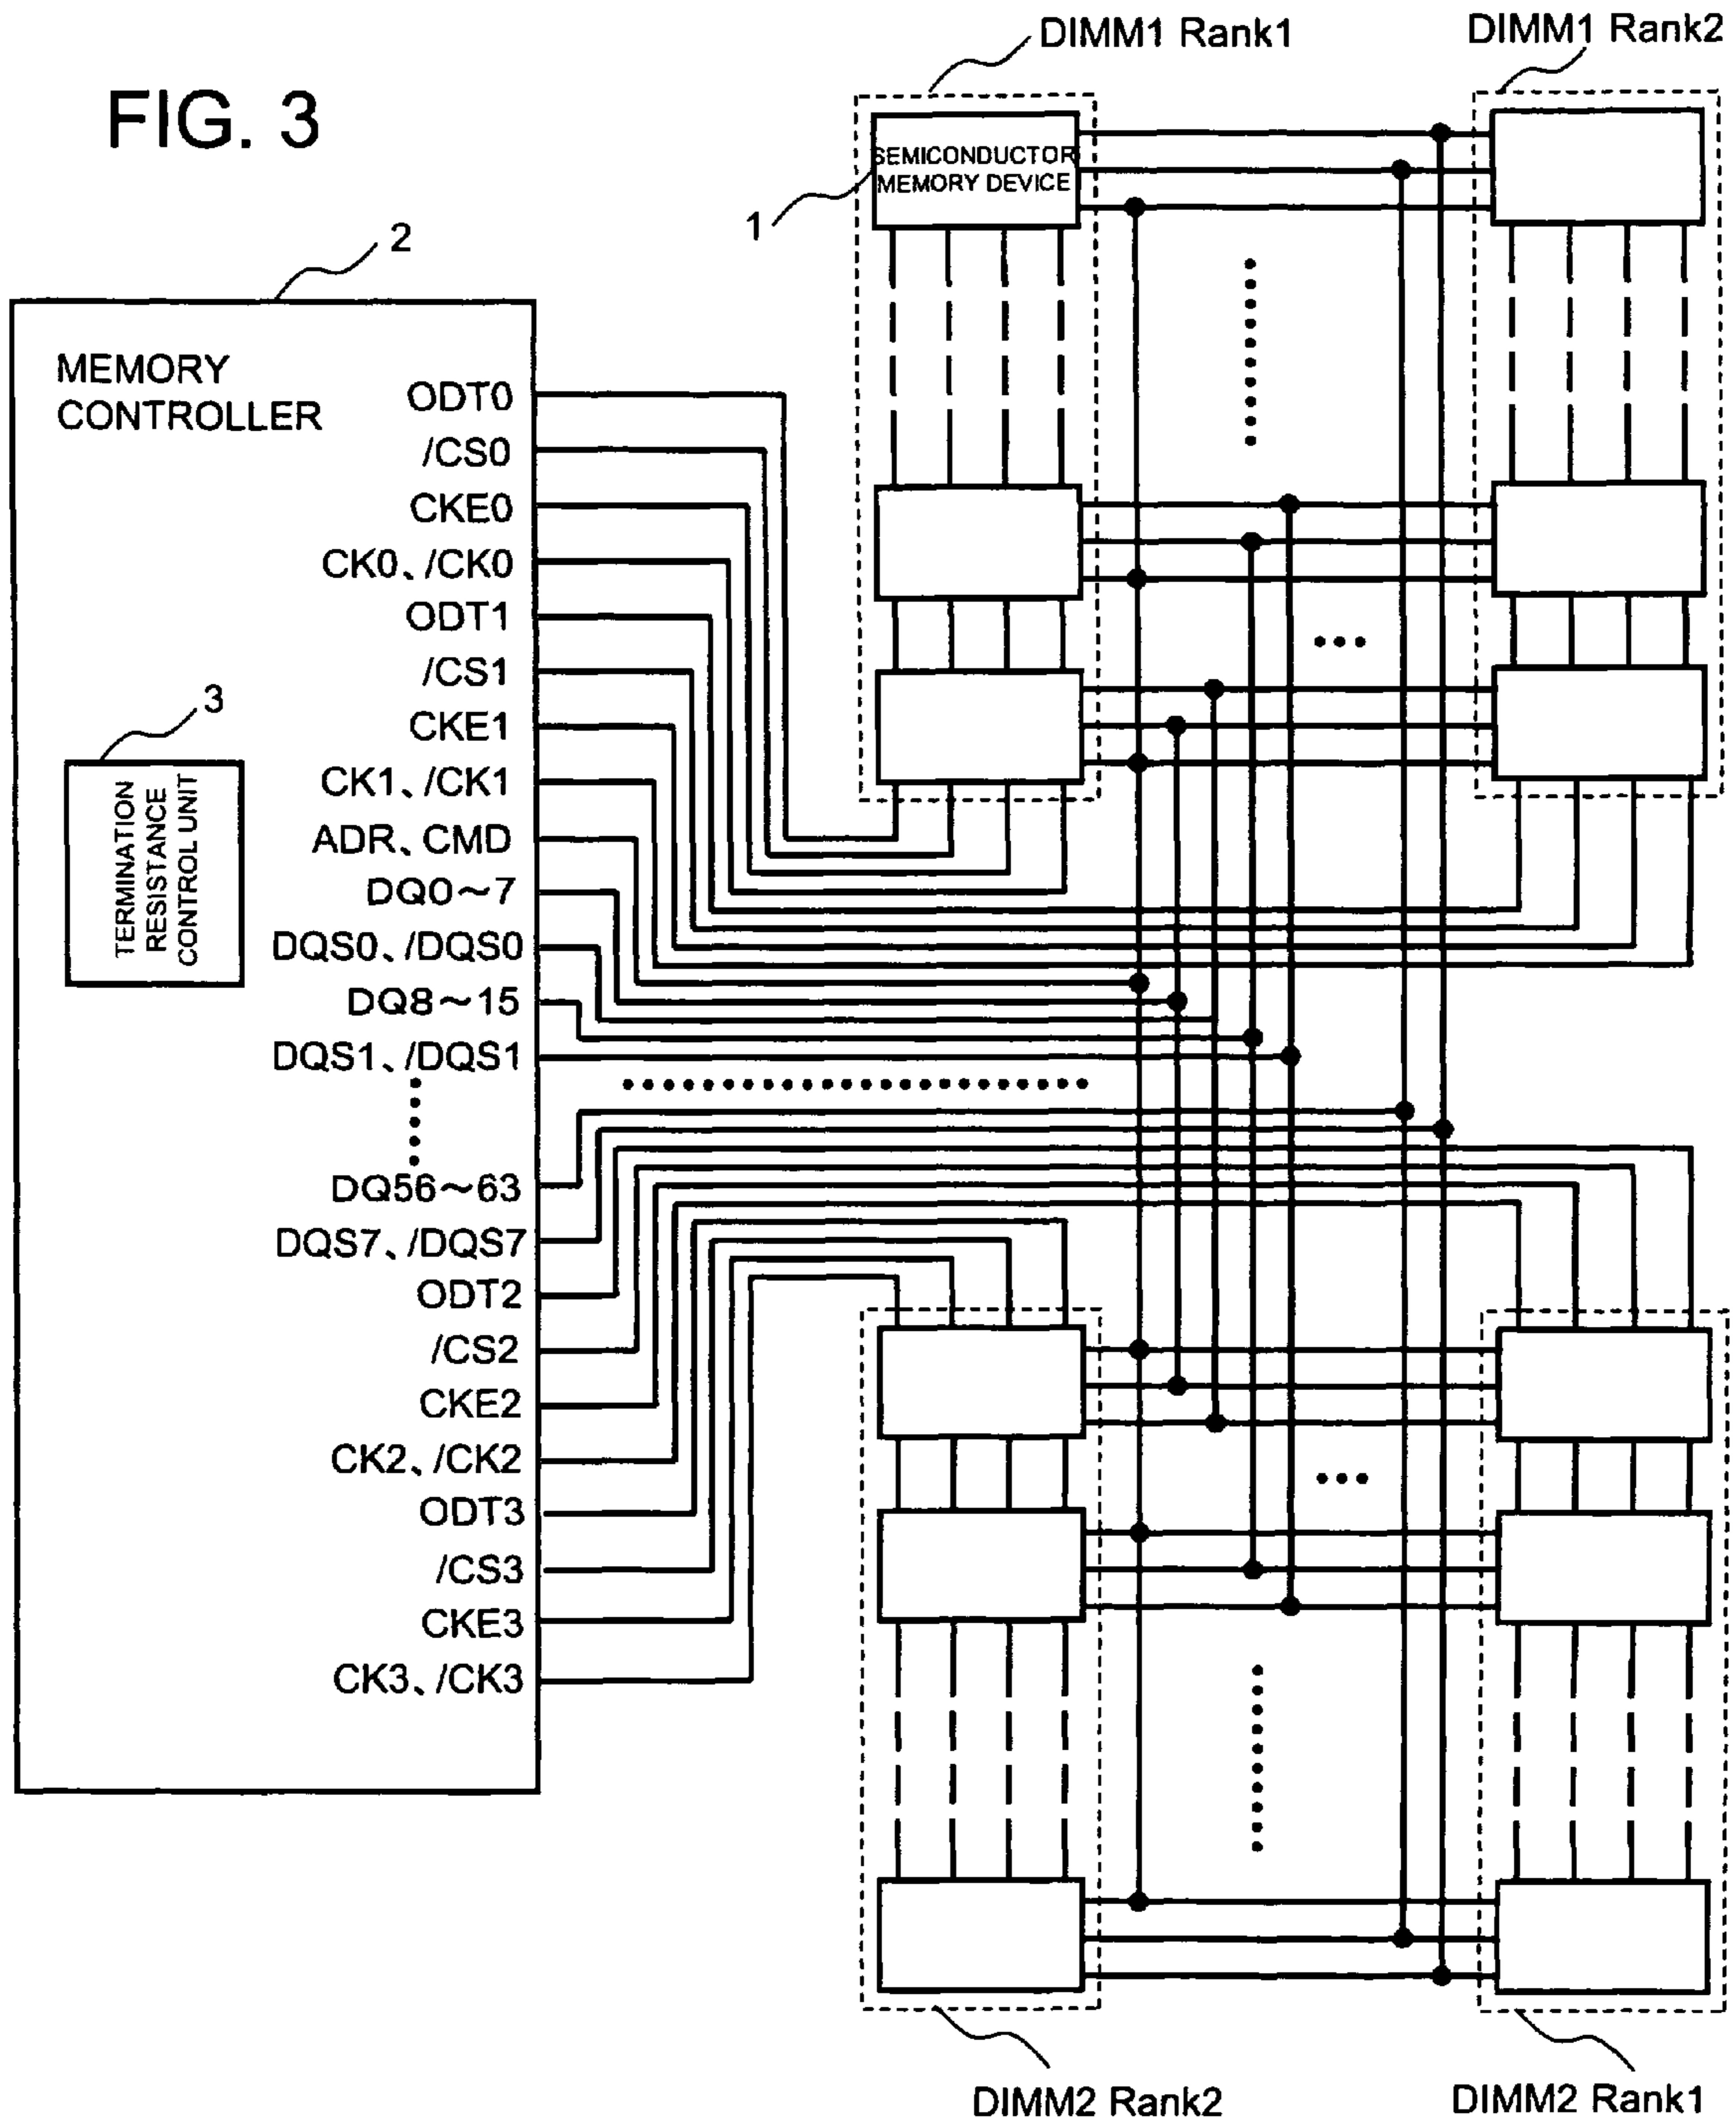 FIG. 3
DIMM1 Rank1
DIMM1 Rank2
SEMICONDUCTOR
MEMORY DEVICE
1
2
MEMORY
CONTROLLER
3
TERMINATION
RESISTANCE
CONTROL UNIT
ODT0
/CS0
CKE0
CK0、/CK0
ODT1
/CS1
CKE1
CK1、/CK1
ADR、CMD
DQ0~7
DQS0、/DQS0
DQ8~15
DQS1、/DQS1
DQ56~63
DQS7、/DQS7
ODT2
/CS2
CKE2
CK2、/CK2
ODT3
/CS3
CKE3
CK3、/CK3
DIMM2 Rank2
DIMM2 Rank1